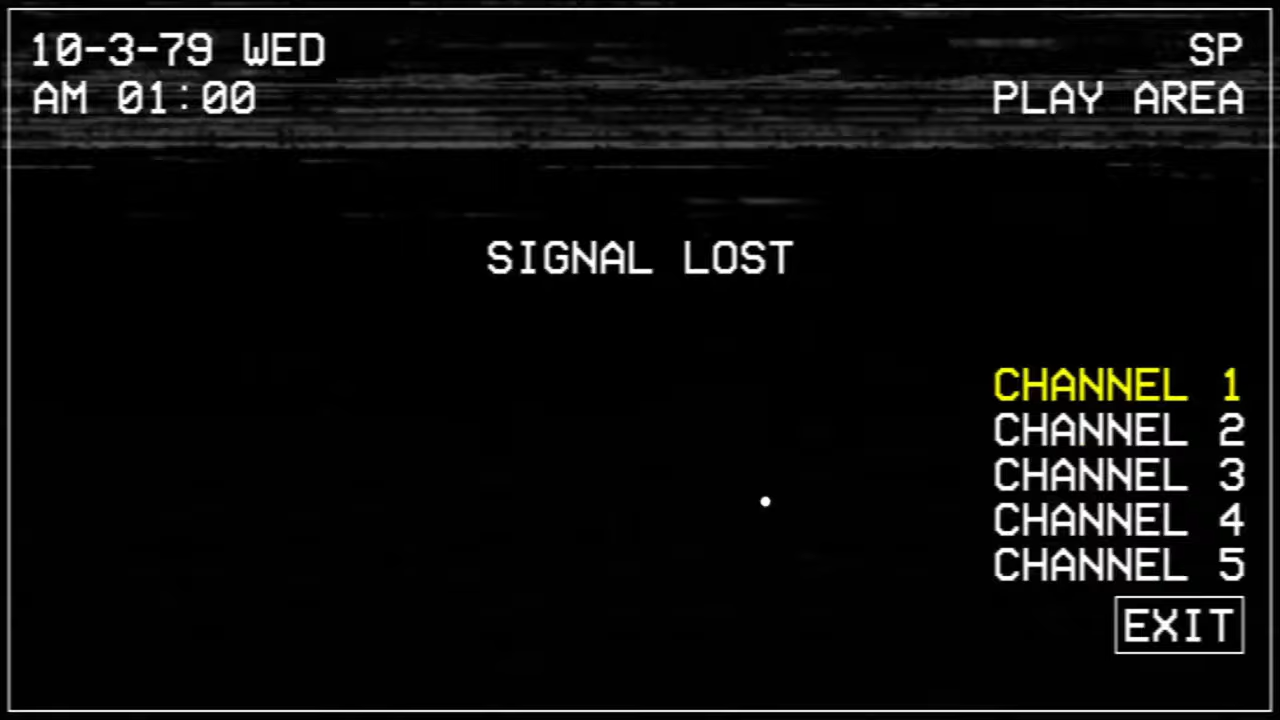 10-3-79 WED
SP
AM 01:00
PLAY AREA
SIGNAL LOST
CHANNEL 1
CHANNEL 2
CHANNEL 3
CHANNEL 4
CHANNEL 5
EXIT